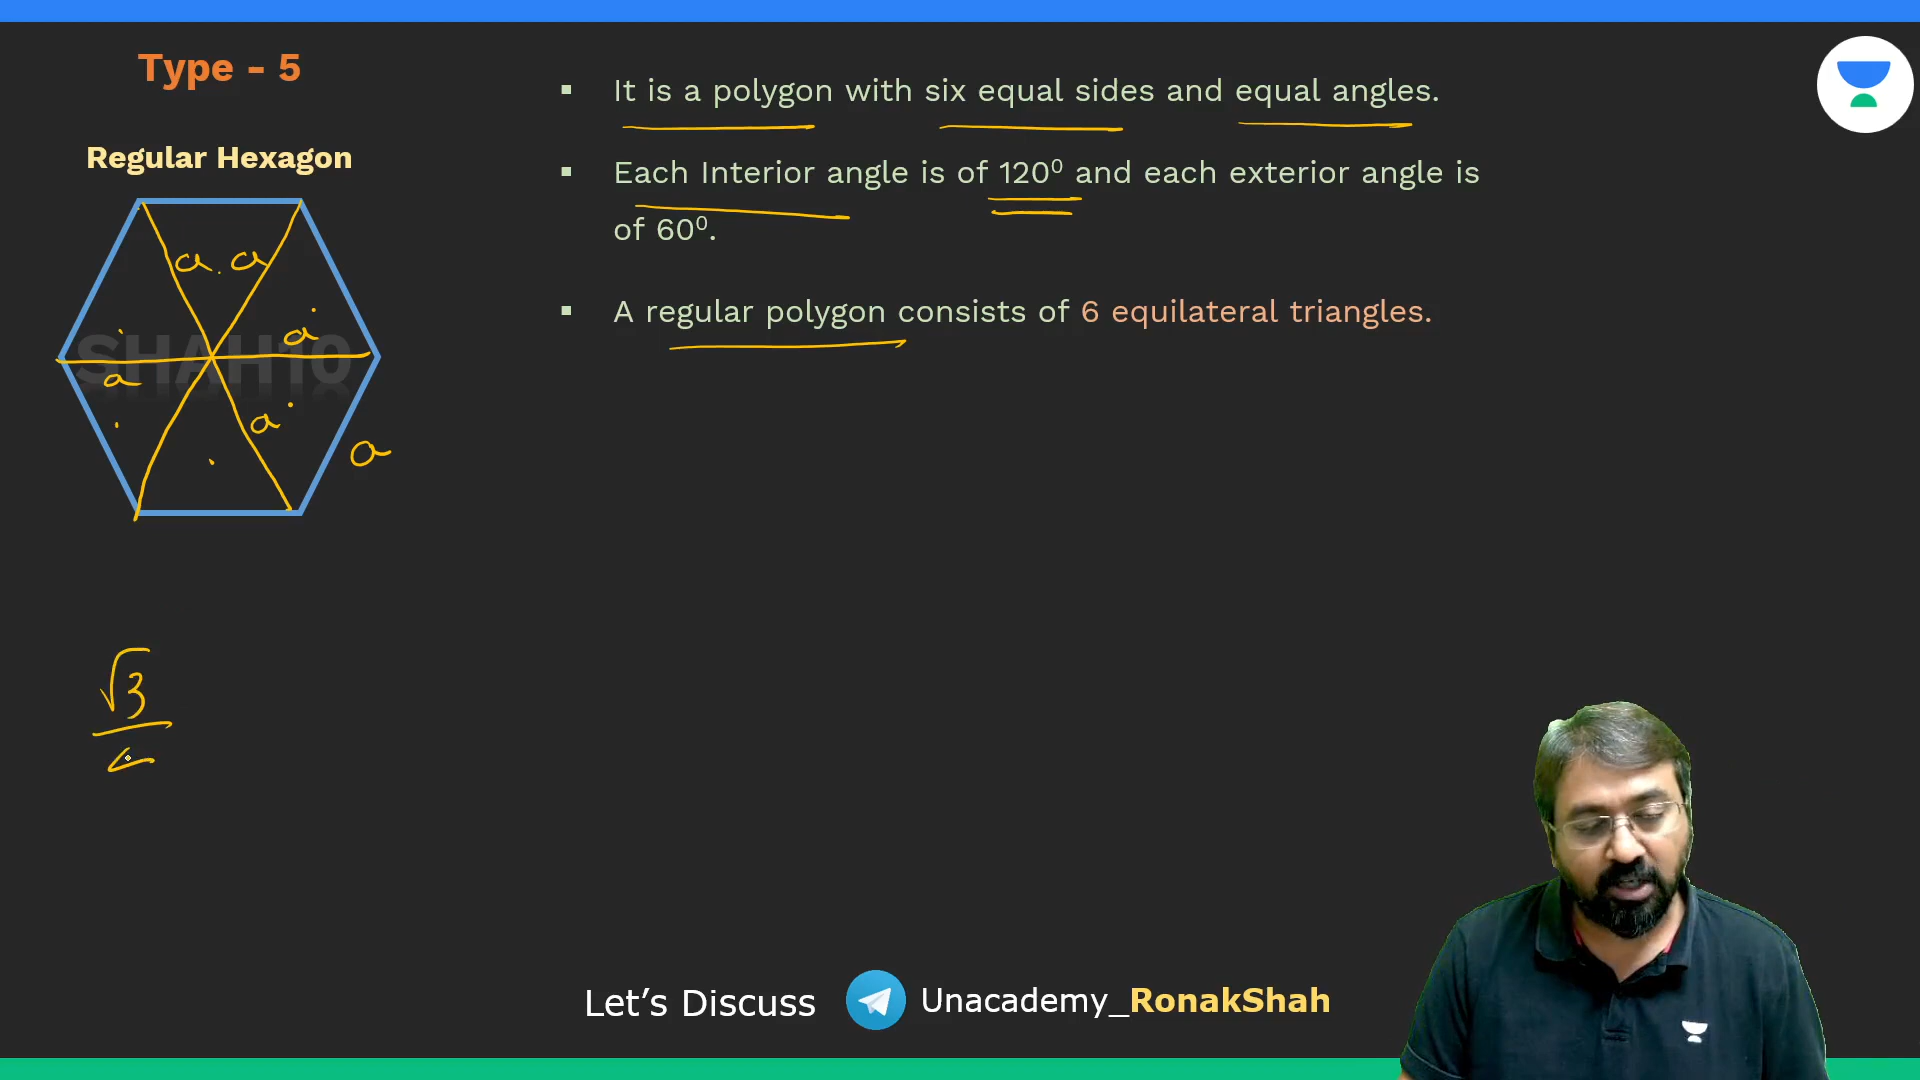 Type - 5
Regular Hexagon
a a
a
a
a
a
SHAH10
▪ It is a polygon with six equal sides and equal angles.
▪ Each Interior angle is of 120⁰ and each exterior angle is
of 60⁰.
▪ A regular polygon consists of 6 equilateral triangles.
√3
4
Let’s Discuss Unacademy_RonakShah